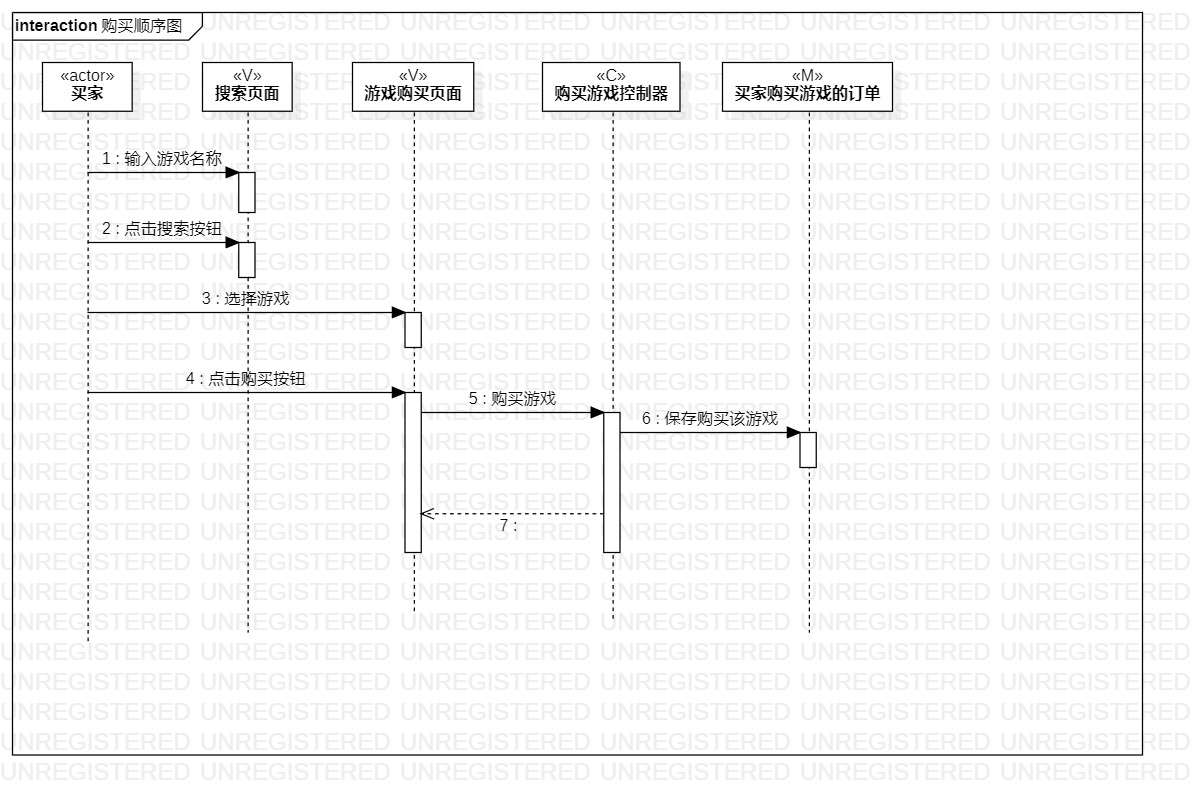 interaction 购买顺序图
«actor»
买家
«V»
搜索页面
«V»
游戏购买页面
«C»
购买游戏控制器
«M»
买家购买游戏的订单
1 : 输入游戏名称
2 : 点击搜索按钮
3 : 选择游戏
4 : 点击购买按钮
5 : 购买游戏
6 : 保存购买该游戏
7 :
UNREGISTERED UNREGISTERED UNREGISTERED UNREGISTERED UNREGISTERED UNREGISTERED